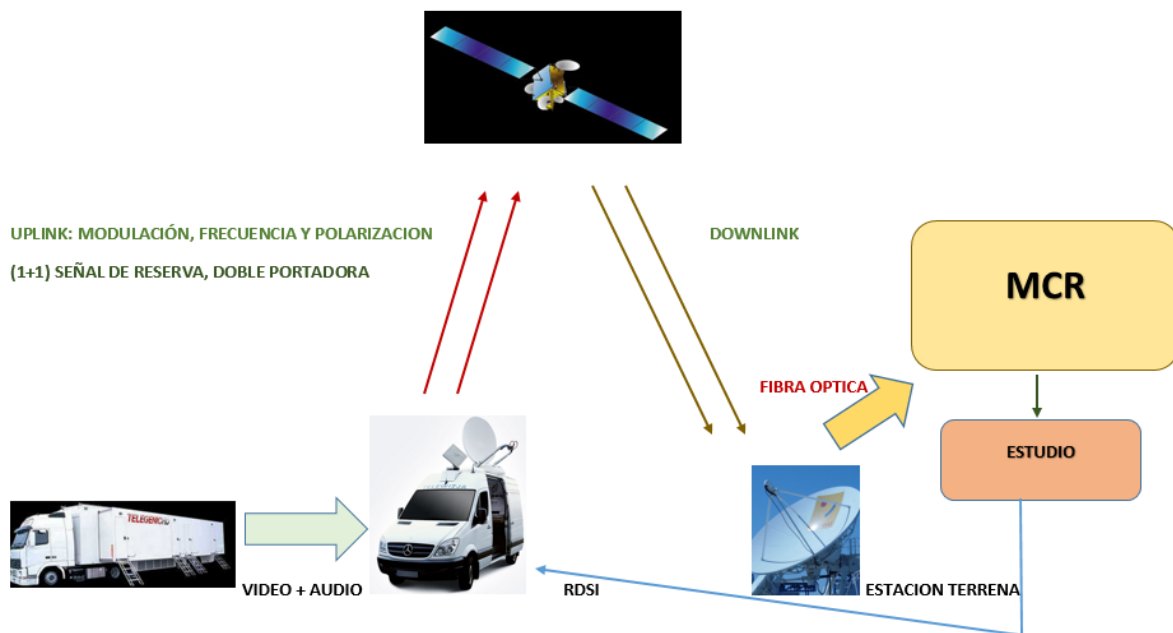 UPLINK: MODULACIÓN, FRECUENCIA Y POLARIZACION
(1+1) SEÑAL DE RESERVA, DOBLE PORTADORA
DOWNLINK
MCR
FIBRA OPTICA
ESTUDIO
TELEGENIC HD
VIDEO + AUDIO
RDSI
ESTACION TERRENA